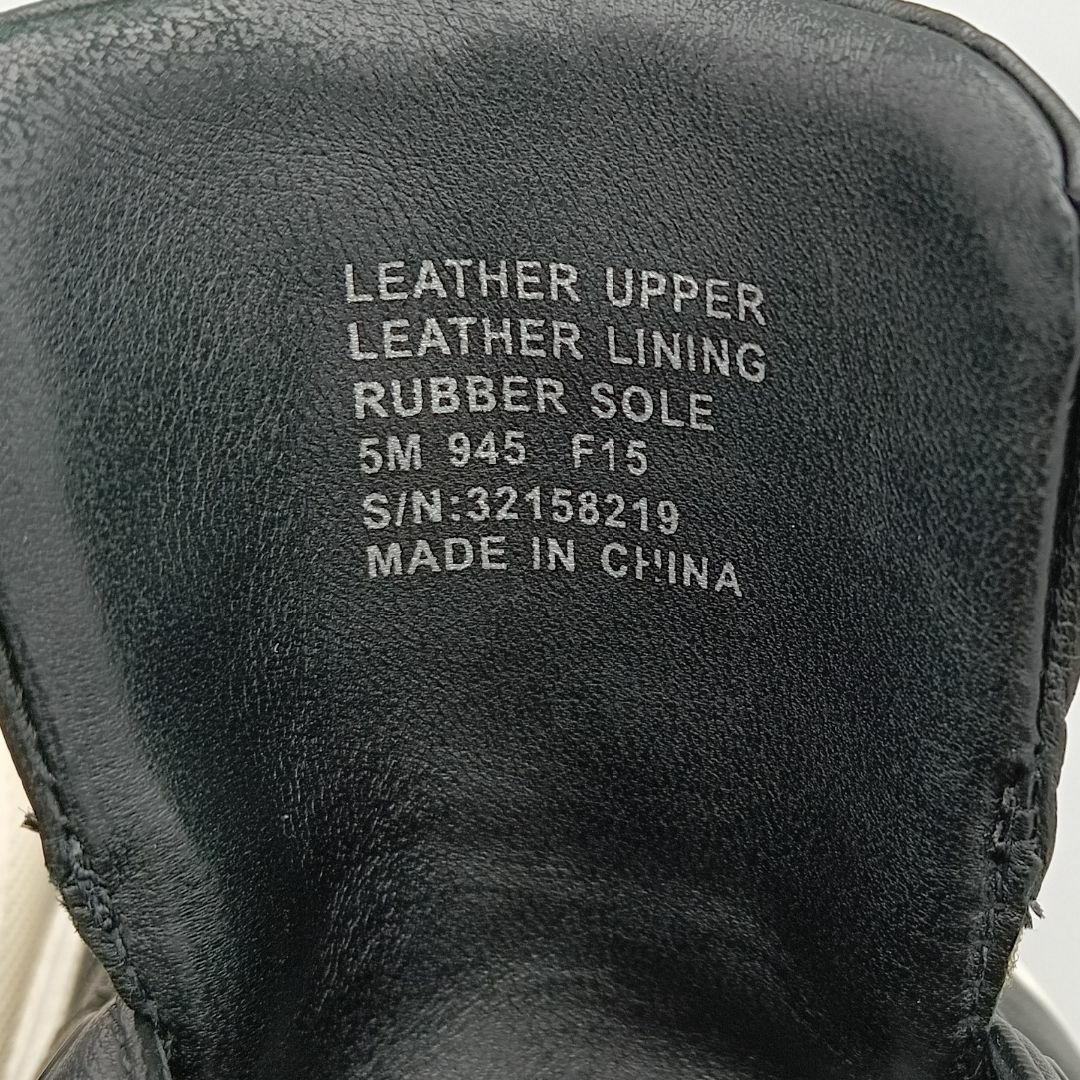 LEATHER UPPER
LEATHER LINING
RUBBER SOLE
5M 945 F15
S/N:32158219
MADE IN CHINA